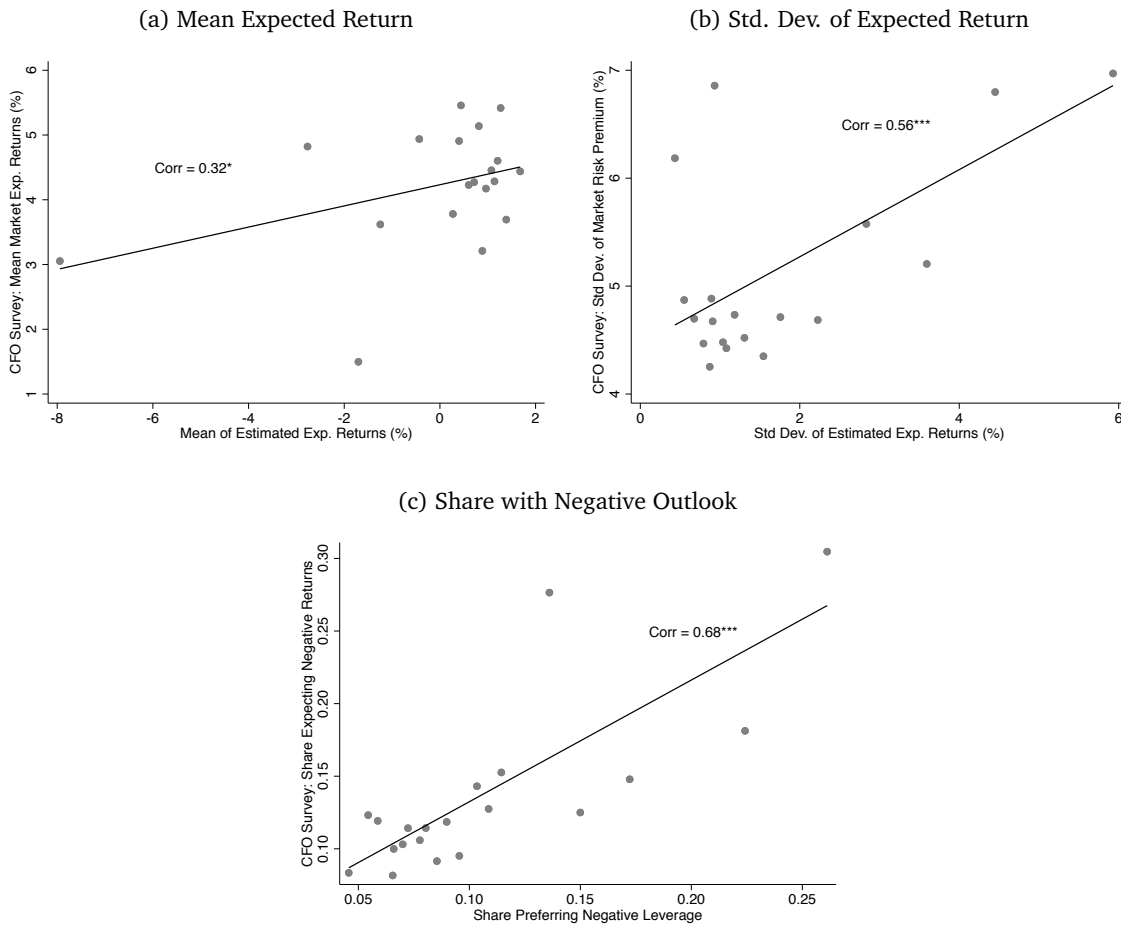 (a) Mean Expected Return
CFO Survey: Mean Market Exp. Returns (%)
6
5
4
3
2
1
Corr = 0.32*
-8 -6 -4 -2 0 2
Mean of Estimated Exp. Returns (%)
(b) Std. Dev. of Expected Return
CFO Survey: Std Dev. of Market Risk Premium (%)
7
6
5
4
Corr = 0.56***
0 2 4 6
Std Dev. of Estimated Exp. Returns (%)
(c) Share with Negative Outlook
CFO Survey: Share Expecting Negative Returns
0.30
0.25
0.20
0.15
0.10
Corr = 0.68***
0.05 0.10 0.15 0.20 0.25
Share Preferring Negative Leverage